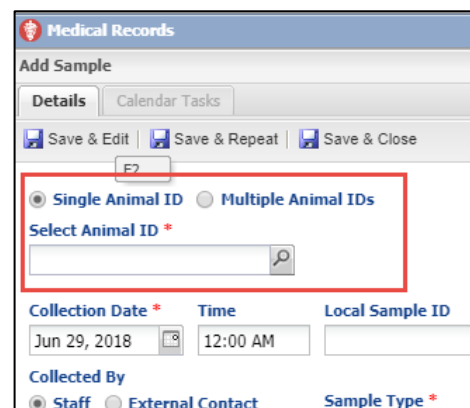 Medical Records
Add Sample
Details Calendar Tasks
Save & Edit Save & Repeat Save & Close
F2
Single Animal ID Multiple Animal IDs
Select Animal ID *
Collection Date * Time Local Sample ID
Jun 29, 2018 12:00 AM
Collected By
Staff External Contact Sample Type *